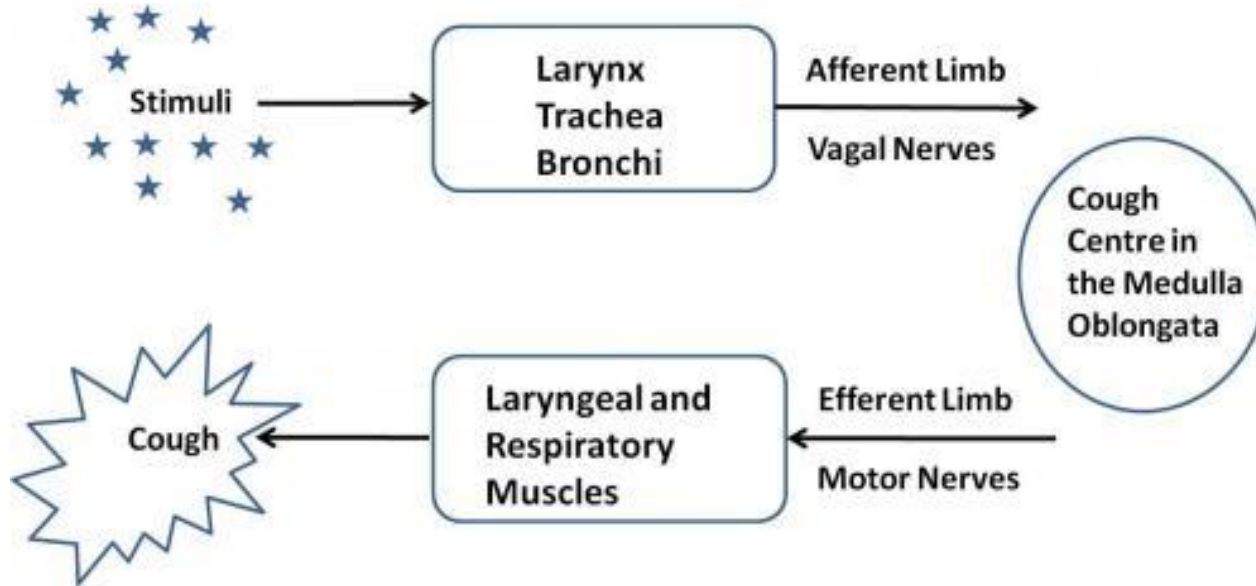 Stimuli
Larynx
Trachea
Bronchi
Afferent Limb
Vagal Nerves
Cough
Centre in
the Medulla
Oblongata
Efferent Limb
Motor Nerves
Laryngeal and
Respiratory
Muscles
Cough